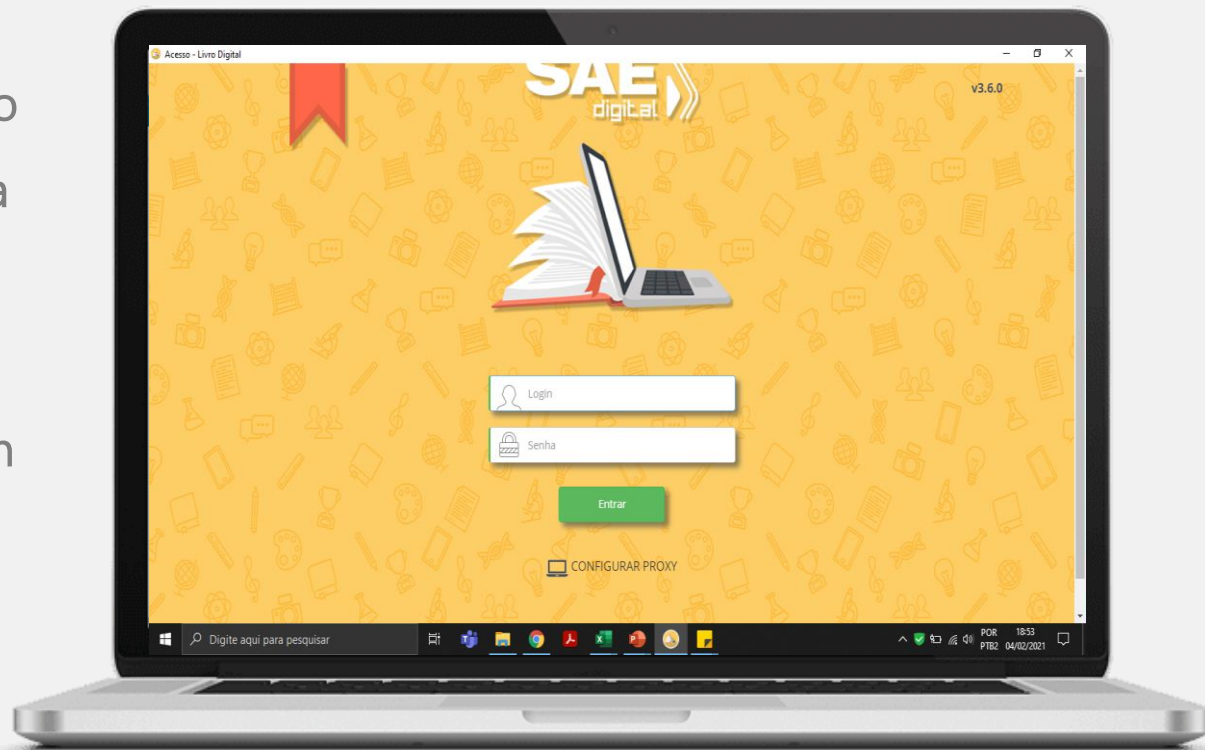 Acesso - Livro Digital
SAE
digital
v3.6.0
Login
Senha
Entrar
CONFIGURAR PROXY
Digite aqui para pesquisar
POR
PTB2
18:53
04/02/2021